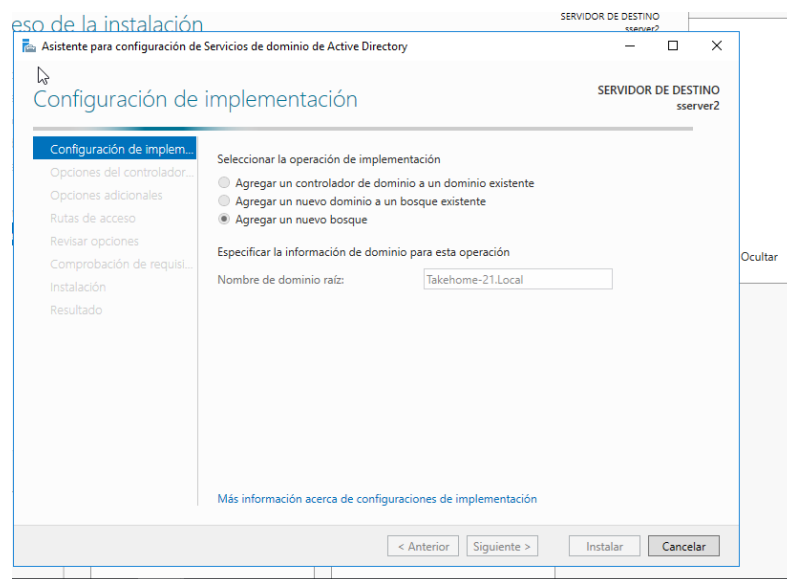 eso de la instalación
SERVIDOR DE DESTINO
sserver2
Asistente para configuración de Servicios de dominio de Active Directory
Configuración de implementación
SERVIDOR DE DESTINO
sserver2
Configuración de implem...
Opciones del controlador...
Opciones adicionales
Rutas de acceso
Revisar opciones
Comprobación de requisi...
Instalación
Resultado
Seleccionar la operación de implementación
Agregar un controlador de dominio a un dominio existente
Agregar un nuevo dominio a un bosque existente
Agregar un nuevo bosque
Especificar la información de dominio para esta operación
Nombre de dominio raíz: Takehome-21.Local
Más información acerca de configuraciones de implementación
< Anterior Siguiente > Instalar Cancelar
Ocultar